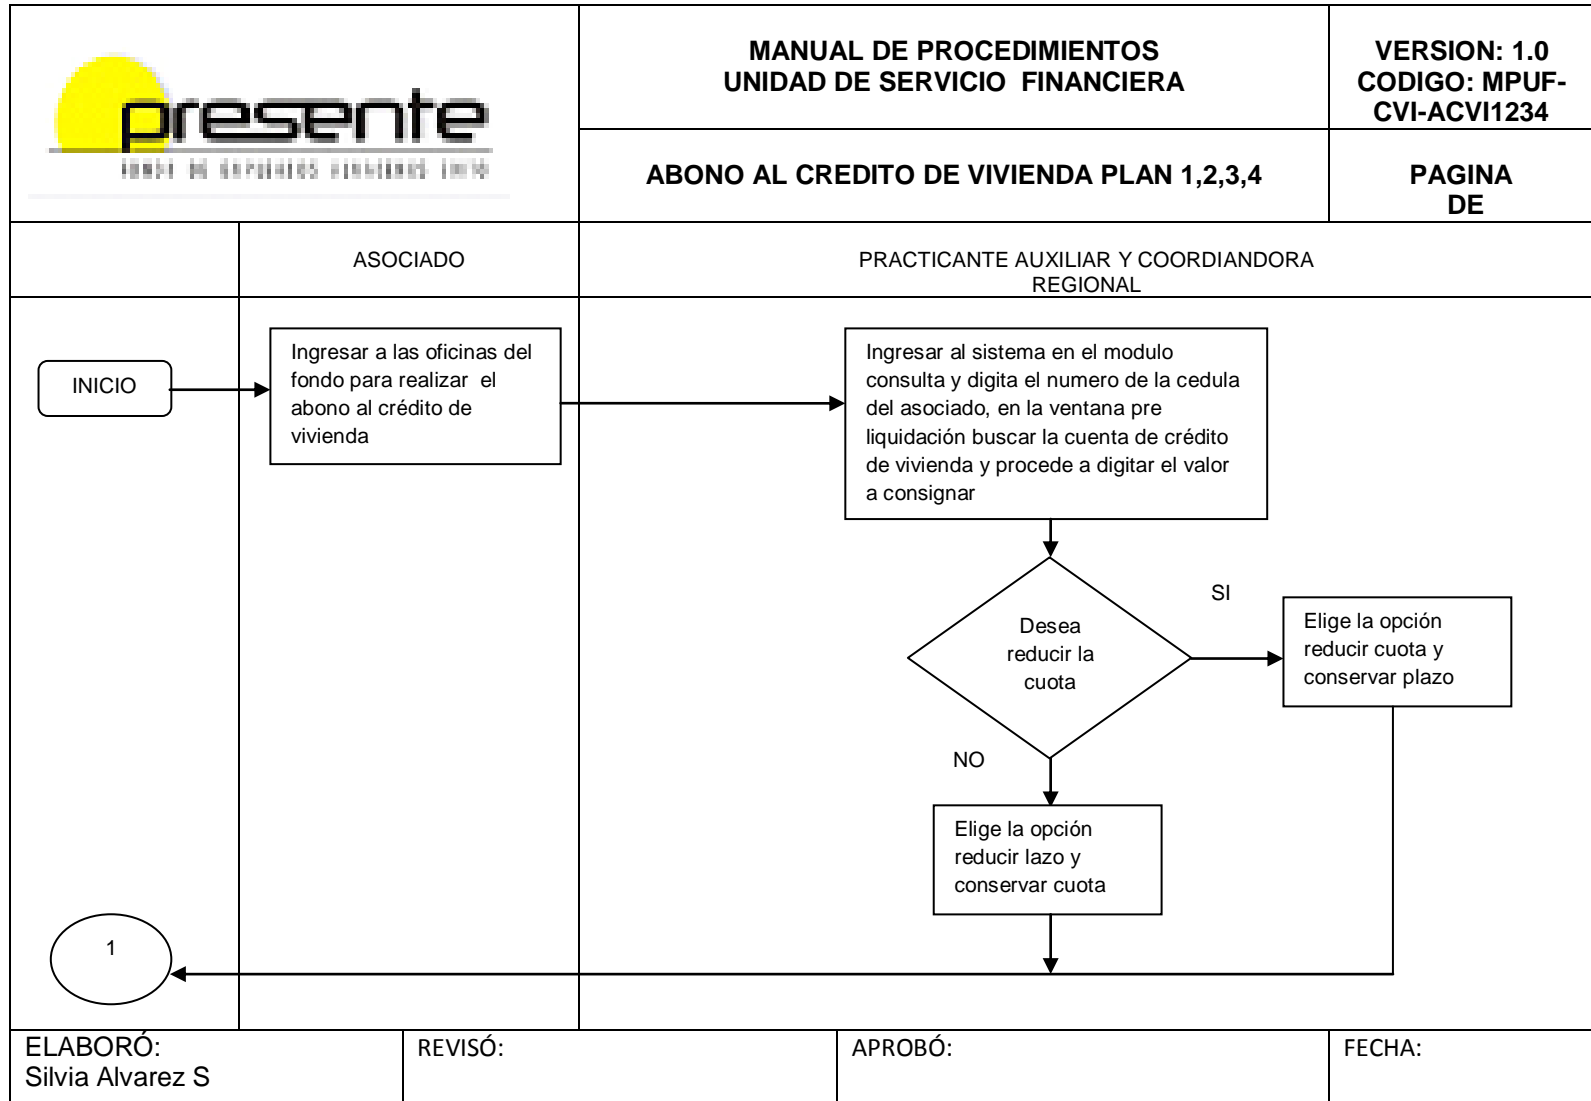 presente
MANUAL DE PROCEDIMIENTOS
UNIDAD DE SERVICIO FINANCIERA
VERSION: 1.0
CODIGO: MPUF-
CVI-ACVI1234
ABONO AL CREDITO DE VIVIENDA PLAN 1,2,3,4
PAGINA
DE
ASOCIADO
PRACTICANTE AUXILIAR Y COORDIANDORA
REGIONAL
INICIO
Ingresar a las oficinas del
fondo para realizar el
abono al crédito de
vivienda
Ingresar al sistema en el modulo
consulta y digita el numero de la cedula
del asociado, en la ventana pre
liquidación buscar la cuenta de crédito
de vivienda y procede a digitar el valor
a consignar
Desea
reducir la
cuota
SI
Elige la opción
reducir cuota y
conservar plazo
NO
Elige la opción
reducir lazo y
conservar cuota
1
ELABORÓ:
Silvia Alvarez S
REVISÓ:
APROBÓ:
FECHA: